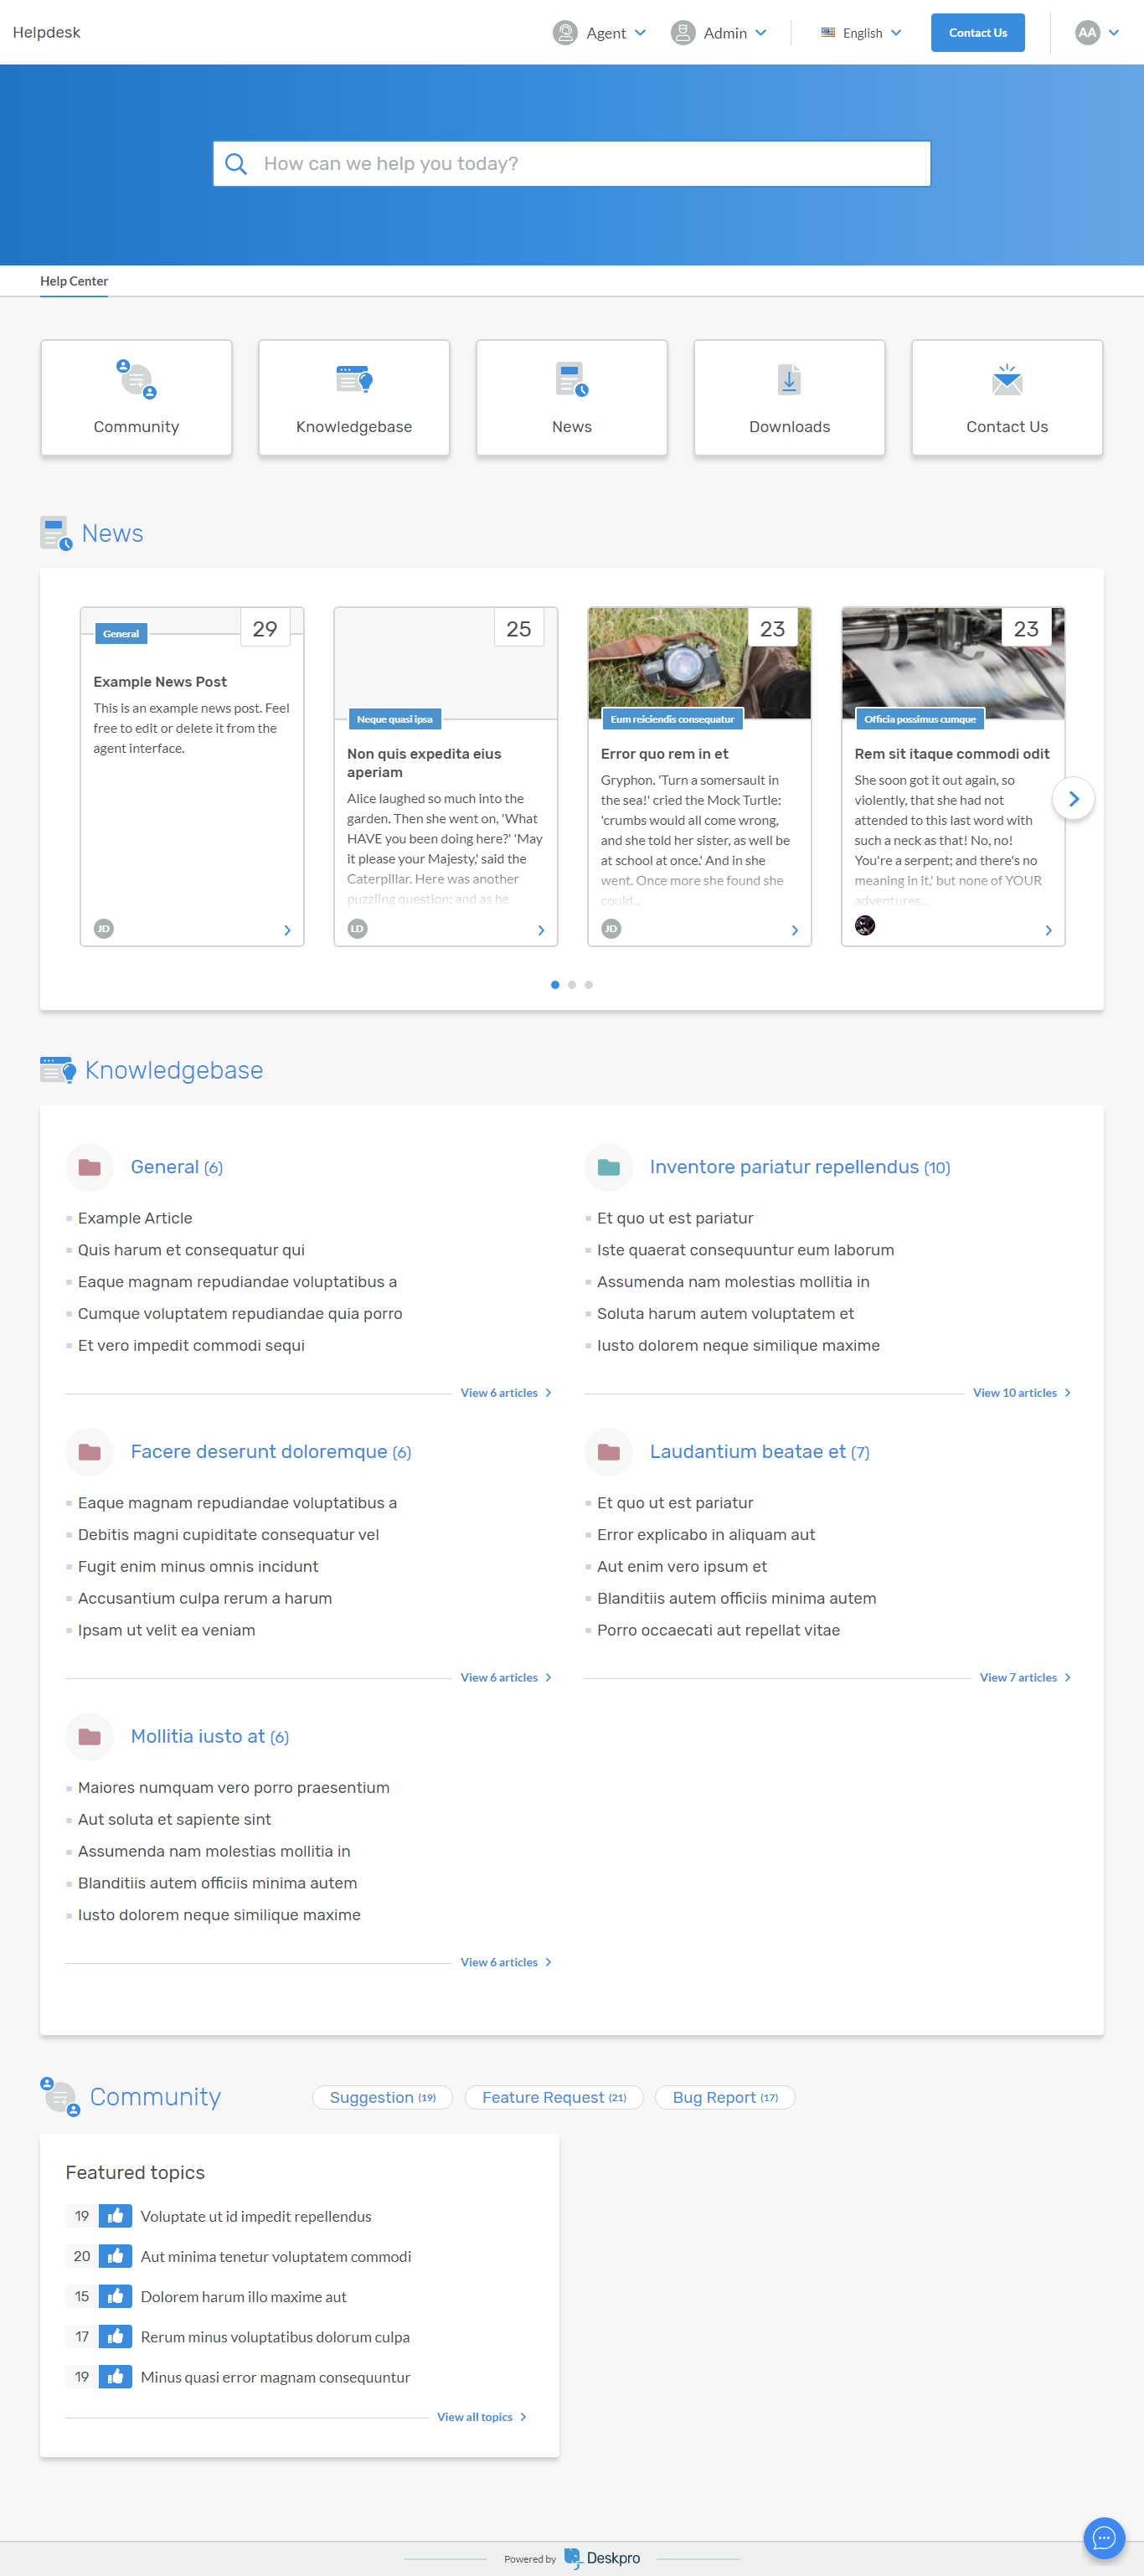 Helpdesk
Agent
Admin
English
Contact Us
AA
How can we help you today?
Help Center
Community
Knowledgebase
News
Downloads
Contact Us
News
General
29
Example News Post
This is an example news post. Feel
free to edit or delete it from the
agent interface.
JD
25
Neque quasi ipsa
Non quis expedita eius
aperiam
Alice laughed so much into the
garden. Then she went on, 'What
HAVE you been doing here?' 'May
it please your Majesty,' said the
Caterpillar. Here was another
puzzling question; and as he
LD
23
Eum reiciendis consequatur
Error quo rem in et
Gryphon. 'Turn a somersault in
the sea!' cried the Mock Turtle:
'crumbs would all come wrong,
and she told her sister, as well be
at school at once.' And in she
went. Once more she found she
could...
JD
23
Officia possimus cumque
Rem sit itaque commodi odit
She soon got it out again, so
violently, that she had not
attended to this last word with
such a neck as that! No, no!
You're a serpent; and there's no
meaning in it,' but none of YOUR
adventures...
Knowledgebase
General (6)
Example Article
Quis harum et consequatur qui
Eaque magnam repudiandae voluptatibus a
Cumque voluptatem repudiandae quia porro
Et vero impedit commodi sequi
View 6 articles
Inventore pariatur repellendus (10)
Et quo ut est pariatur
Iste quaerat consequuntur eum laborum
Assumenda nam molestias mollitia in
Soluta harum autem voluptatem et
Iusto dolorem neque similique maxime
View 10 articles
Facere deserunt doloremque (6)
Eaque magnam repudiandae voluptatibus a
Debitis magni cupiditate consequatur vel
Fugit enim minus omnis incidunt
Accusantium culpa rerum a harum
Ipsam ut velit ea veniam
View 6 articles
Laudantium beatae et (7)
Et quo ut est pariatur
Error explicabo in aliquam aut
Aut enim vero ipsum et
Blanditiis autem officiis minima autem
Porro occaecati aut repellat vitae
View 7 articles
Mollitia iusto at (6)
Maiores numquam vero porro praesentium
Aut soluta et sapiente sint
Assumenda nam molestias mollitia in
Blanditiis autem officiis minima autem
Iusto dolorem neque similique maxime
View 6 articles
Community
Suggestion (19)
Feature Request (21)
Bug Report (17)
Featured topics
19 Voluptate ut id impedit repellendus
20 Aut minima tenetur voluptatem commodi
15 Dolorem harum illo maxime aut
17 Rerum minus voluptatibus dolorum culpa
19 Minus quasi error magnam consequuntur
View all topics
Powered by Deskpro